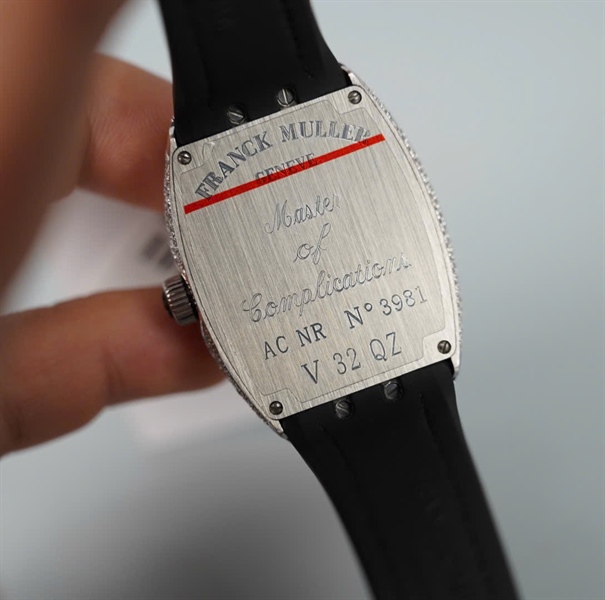 FRANCK MULLER
GENEVE
Master
of
Complications
AC NR N° 3981
V 32 QZ